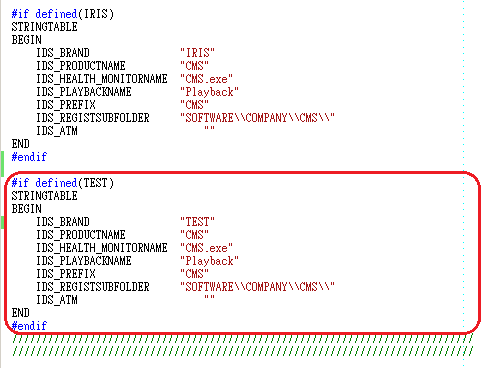 #if defined(IRIS)
STRINGTABLE
BEGIN
    IDS_BRAND               "IRIS"
    IDS_PRODUCTNAME         "CMS"
    IDS_HEALTH_MONITORNAME  "CMS.exe"
    IDS_PLAYBACKNAME        "Playback"
    IDS_PREFIX              "CMS"
    IDS_REGISTSUBFOLDER     "SOFTWARE\\COMPANY\\CMS\\"
    IDS_ATM                     ""
END
#endif
#if defined(TEST)
STRINGTABLE
BEGIN
    IDS_BRAND               "TEST"
    IDS_PRODUCTNAME         "CMS"
    IDS_HEALTH_MONITORNAME  "CMS.exe"
    IDS_PLAYBACKNAME        "Playback"
    IDS_PREFIX              "CMS"
    IDS_REGISTSUBFOLDER     "SOFTWARE\\COMPANY\\CMS\\"
    IDS_ATM                     ""
END
#endif
/////////////////////////////////////////////////////////////////////////////
/////////////////////////////////////////////////////////////////////////////